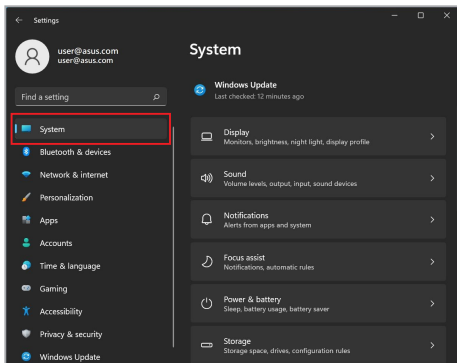 Settings
user@asus.com
user@asus.com
System
Windows Update
Last checked: 12 minutes ago
Find a setting
System
Bluetooth & devices
Network & internet
Personalization
Apps
Accounts
Time & language
Gaming
Accessibility
Privacy & security
Windows Update
Display
Monitors, brightness, night light, display profile
Sound
Volume levels, output, input, sound devices
Notifications
Alerts from apps and system
Focus assist
Notifications, automatic rules
Power & battery
Sleep, battery usage, battery saver
Storage
Storage space, drives, configuration rules